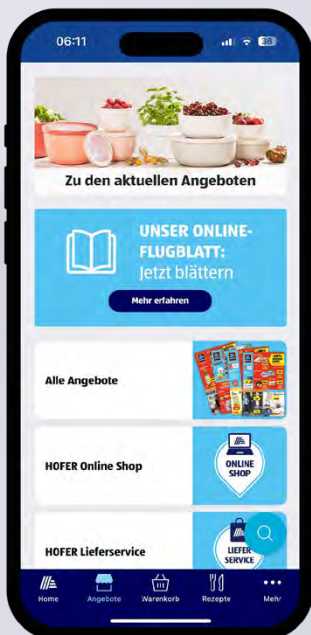 06:11
36
Zu den aktuellen Angeboten
UNSER ONLINE-
FLUGBLATT:
Jetzt blättern
Mehr erfahren
Alle Angebote
HOFER Online Shop
ONLINE
SHOP
HOFER Lieferservice
LIEFER
SERVICE
Home
Angebote
Warenkorb
Rezepte
Mehr